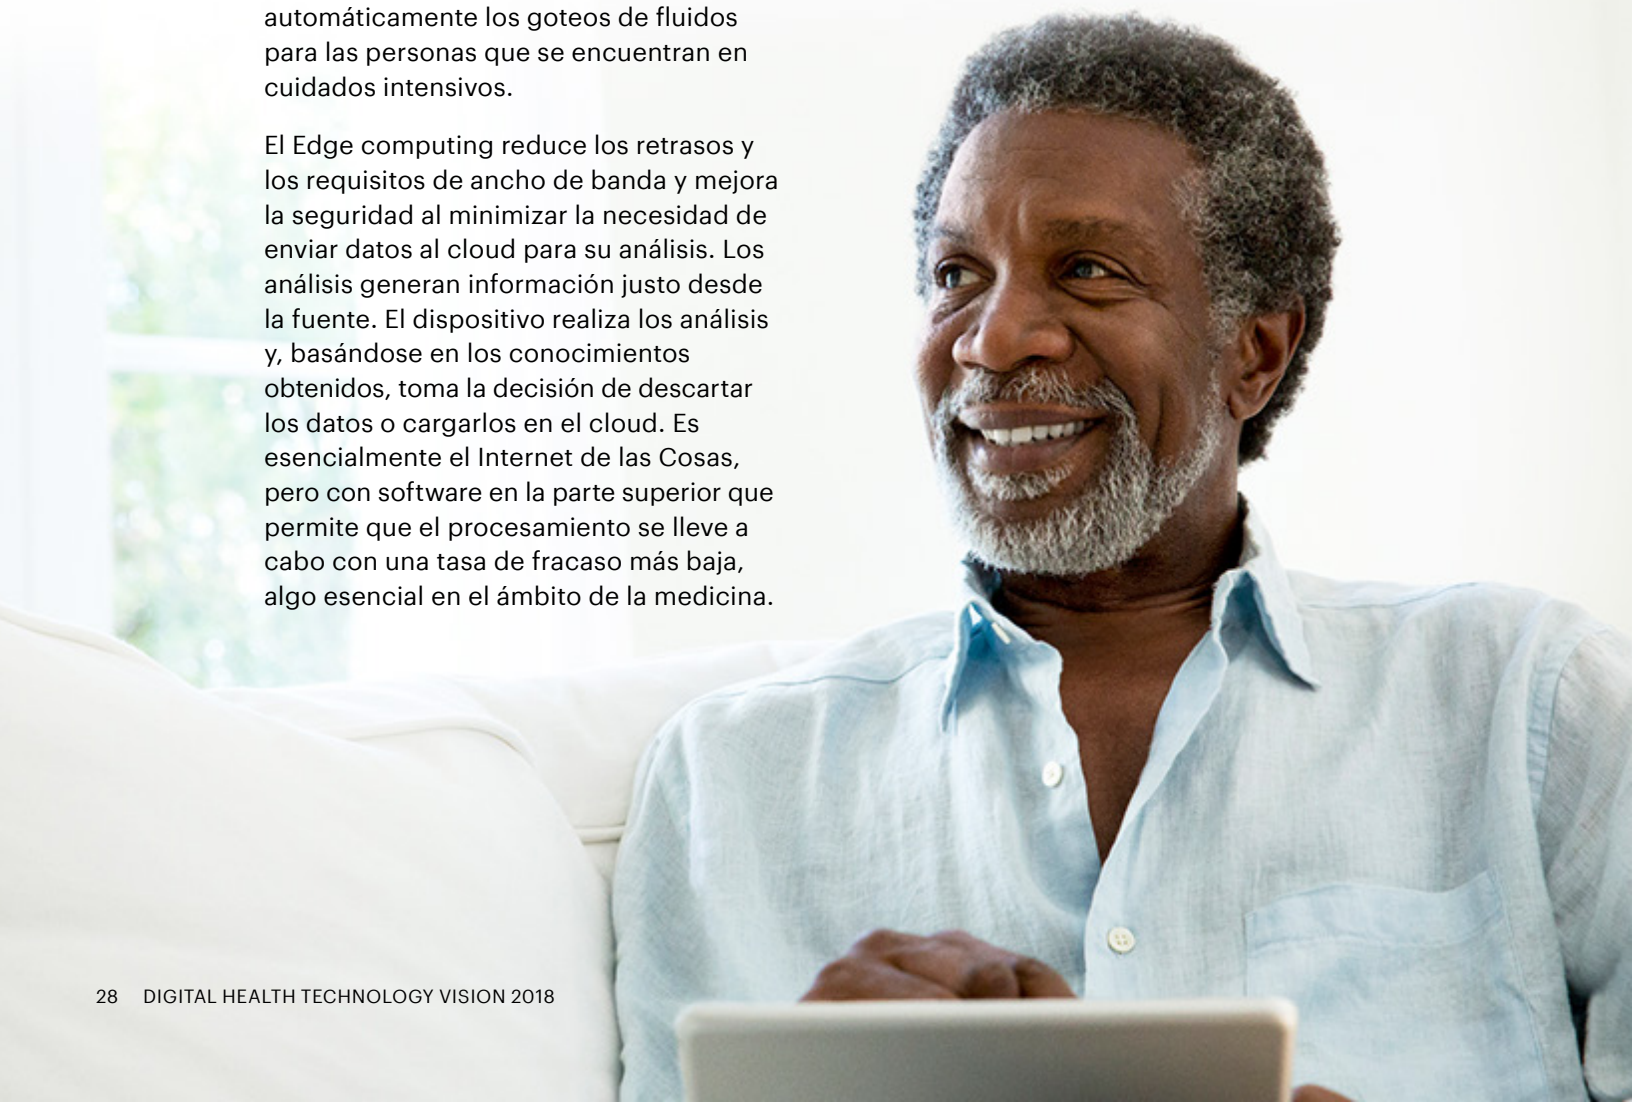 automáticamente los goteos de fluidos
para las personas que se encuentran en
cuidados intensivos.
El Edge computing reduce los retrasos y
los requisitos de ancho de banda y mejora
la seguridad al minimizar la necesidad de
enviar datos al cloud para su análisis. Los
análisis generan información justo desde
la fuente. El dispositivo realiza los análisis
y, basándose en los conocimientos
obtenidos, toma la decisión de descartar
los datos o cargarlos en el cloud. Es
esencialmente el Internet de las Cosas,
pero con software en la parte superior que
permite que el procesamiento se lleve a
cabo con una tasa de fracaso más baja,
algo esencial en el ámbito de la medicina.
28 DIGITAL HEALTH TECHNOLOGY VISION 2018